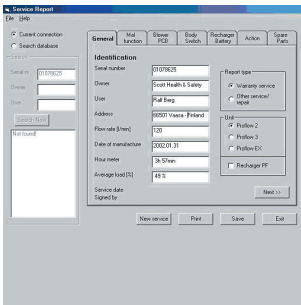 Service Report
File Help
Current connection
Search database
Search
Serial nr 01078625
Owner
User
Search Now
Not found
General
Mal function
Blower PCB
Body Switch
Recharger Battery
Action
Spare Parts
Identification
Serial number 01078625
Owner Scott Health & Safety
User Ralf Berg
Address 66501 Vaasa - Finland
Flow rate [l/min] 120
Date of manufacture 2002.01.31
Hour meter 3h 57min
Average load [%] 49 %
Service date
Signed by
Report type
Warranty service
Other service/ repair
Unit
Proflow 2
Proflow 3
Proflow EX
Recharger PF
Next >>
New service
Print
Save
Exit